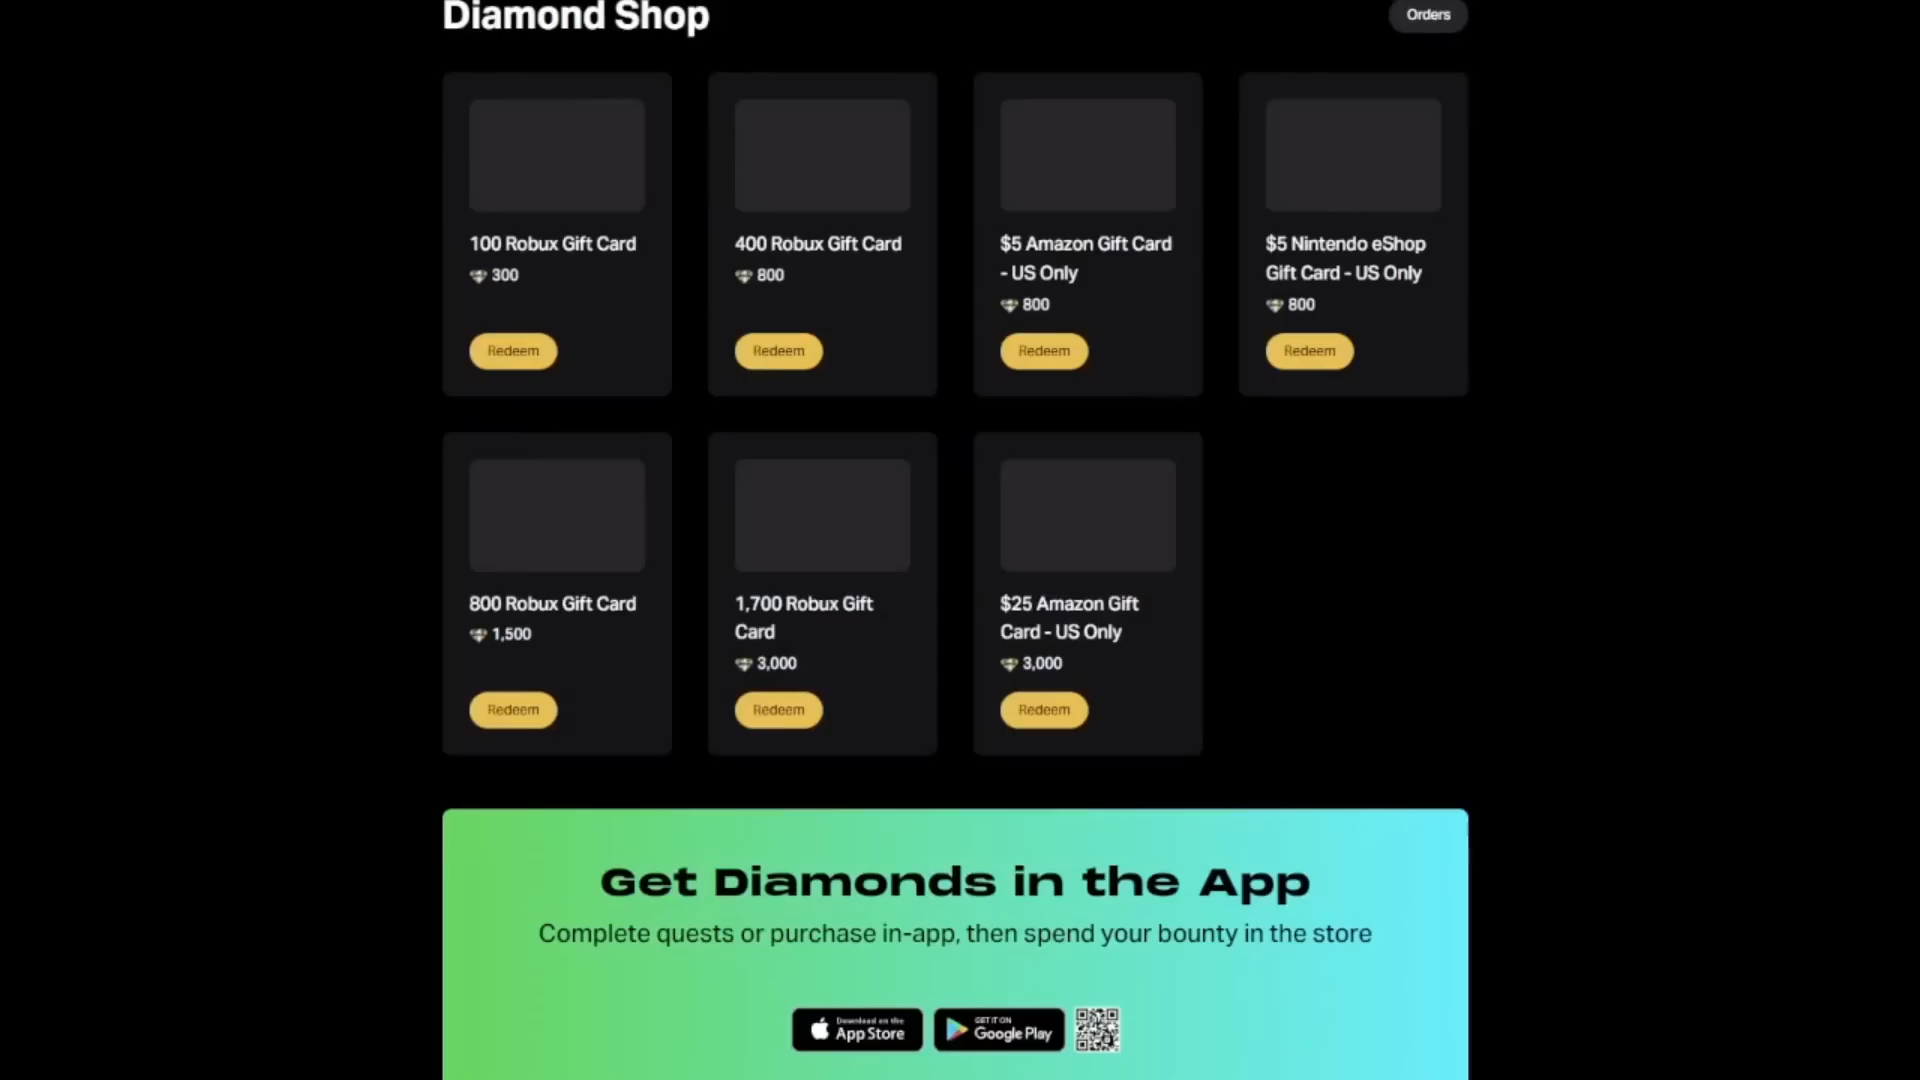 Diamond Shop
Orders
100 Robux Gift Card
300
Redeem
400 Robux Gift Card
800
Redeem
$5 Amazon Gift Card
- US Only
800
Redeem
$5 Nintendo eShop
Gift Card - US Only
800
Redeem
800 Robux Gift Card
1,500
Redeem
1,700 Robux Gift
Card
3,000
Redeem
$25 Amazon Gift
Card - US Only
3,000
Redeem
Get Diamonds in the App
Complete quests or purchase in-app, then spend your bounty in the store
Download on the
App Store
GET IT ON
Google Play